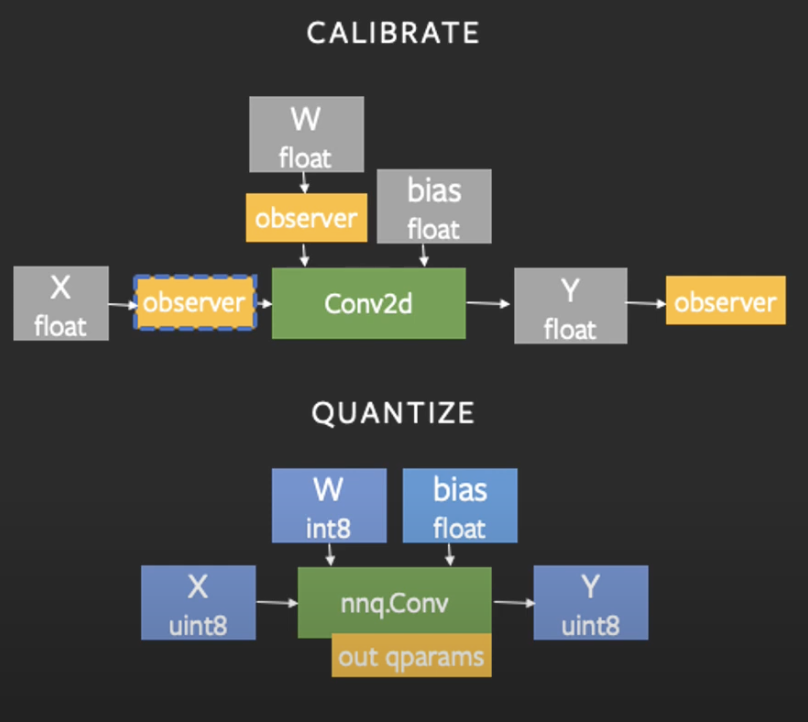 CALIBRATE
W
float
observer
bias
float
X
float
observer
Conv2d
Y
float
observer
QUANTIZE
W
int8
bias
float
X
uint8
nnq.Conv
out qparams
Y
uint8